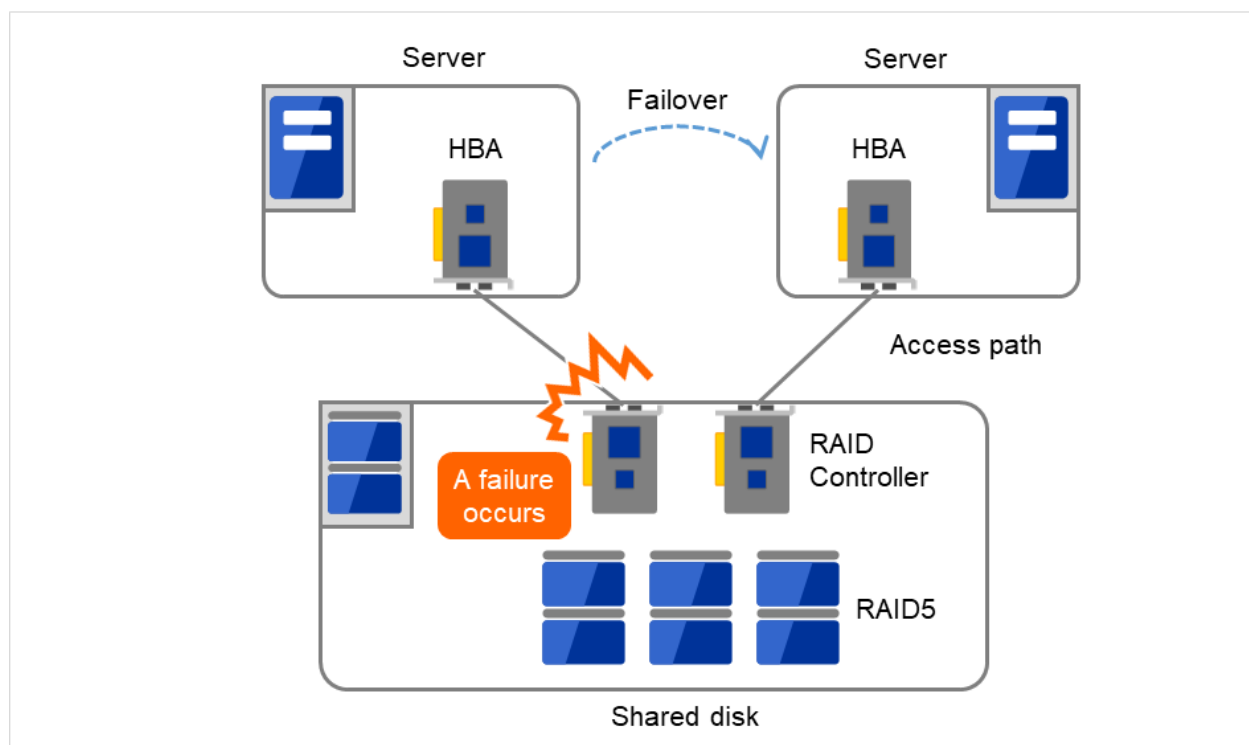 Server
Server
Failover
HBA
HBA
Access path
RAID
Controller
A failure
occurs
RAID5
Shared disk